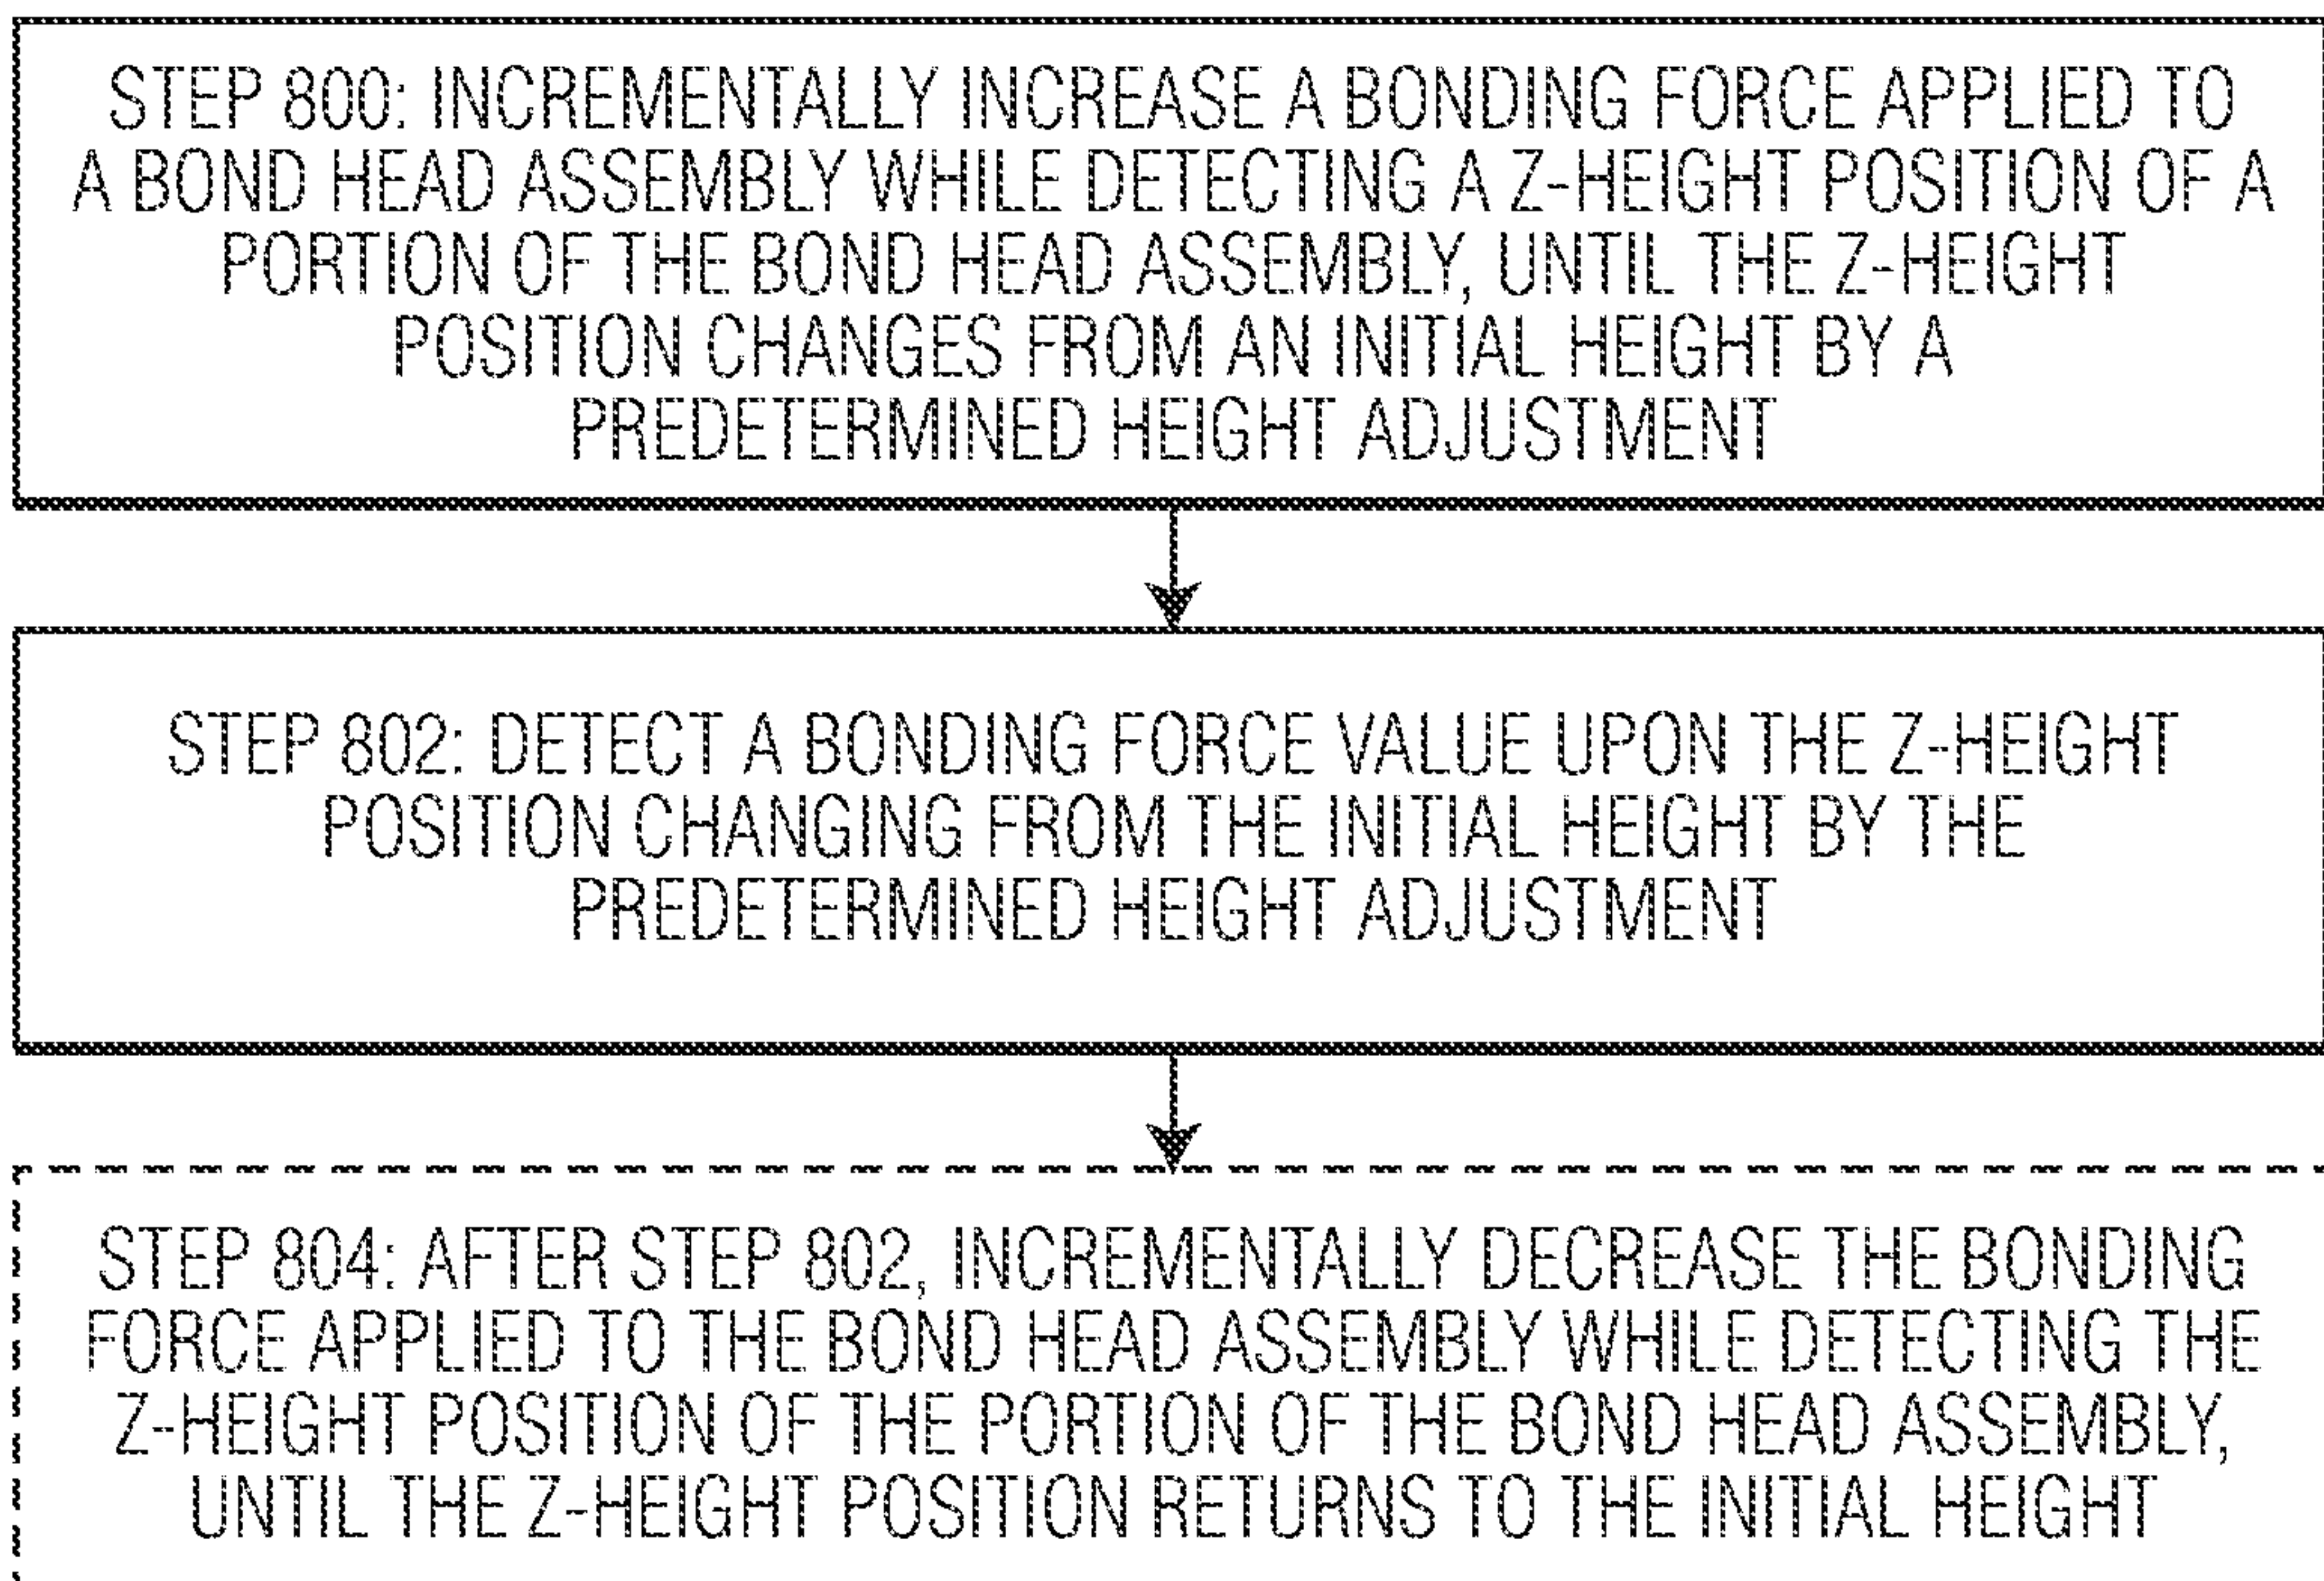 STEP 800: INCREMENTALLY INCREASE A BONDING FORCE APPLIED TO
A BOND HEAD ASSEMBLY WHILE DETECTING A Z-HEIGHT POSITION OF A
PORTION OF THE BOND HEAD ASSEMBLY, UNTIL THE Z-HEIGHT
POSITION CHANGES FROM AN INITIAL HEIGHT BY A
PREDETERMINED HEIGHT ADJUSTMENT
STEP 802: DETECT A BONDING FORCE VALUE UPON THE Z-HEIGHT
POSITION CHANGING FROM THE INITIAL HEIGHT BY THE
PREDETERMINED HEIGHT ADJUSTMENT
STEP 804: AFTER STEP 802, INCREMENTALLY DECREASE THE BONDING
FORCE APPLIED TO THE BOND HEAD ASSEMBLY WHILE DETECTING THE
Z-HEIGHT POSITION OF THE PORTION OF THE BOND HEAD ASSEMBLY,
UNTIL THE Z-HEIGHT POSITION RETURNS TO THE INITIAL HEIGHT